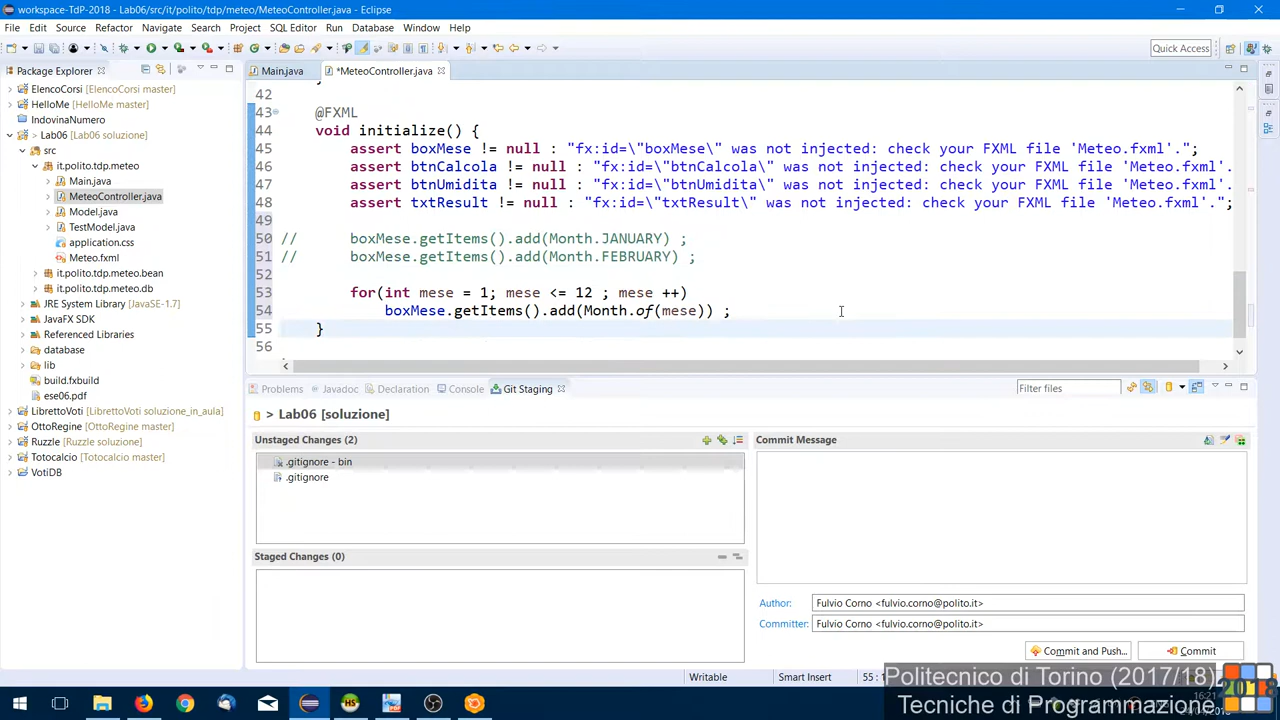 workspace-TdP-2018 - Lab06/src/it/polito/tdp/meteo/MeteoController.java - Eclipse
File Edit Source Refactor Navigate Search Project SQL Editor Run Database Window Help
Quick Access
Package Explorer
ElencoCorsi [ElencoCorsi master]
HelloMe [HelloMe master]
IndovinaNumero
Lab06 [Lab06 soluzione]
src
it.polito.tdp.meteo
Main.java
MeteoController.java
Model.java
TestModel.java
application.css
Meteo.fxml
it.polito.tdp.meteo.bean
it.polito.tdp.meteo.db
JRE System Library [JavaSE-1.7]
JavaFX SDK
Referenced Libraries
database
lib
build.fxbuild
ese06.pdf
LibrettoVoti [LibrettoVoti soluzione_in_aula]
OttoRegine [OttoRegine master]
Ruzzle [Ruzzle soluzione]
Totocalcio [Totocalcio master]
VotiDB
Main.java *MeteoController.java
42
43 @FXML
44 void initialize() {
45 assert boxMese != null : "fx:id=\"boxMese\" was not injected: check your FXML file 'Meteo.fxml'.";
46 assert btnCalcola != null : "fx:id=\"btnCalcola\" was not injected: check your FXML file 'Meteo.fxml'.
47 assert btnUmidita != null : "fx:id=\"btnUmidita\" was not injected: check your FXML file 'Meteo.fxml'.
48 assert txtResult != null : "fx:id=\"txtResult\" was not injected: check your FXML file 'Meteo.fxml'.";
49
50 // boxMese.getItems().add(Month.JANUARY) ;
51 // boxMese.getItems().add(Month.FEBRUARY) ;
52
53 for(int mese = 1; mese <= 12 ; mese ++)
54 boxMese.getItems().add(Month.of(mese)) ;
55 }
56
Problems Javadoc Declaration Console Git Staging
Filter files
> Lab06 [soluzione]
Unstaged Changes (2)
.gitignore - bin
.gitignore
Staged Changes (0)
Commit Message
Author: Fulvio Corno <fulvio.corno@polito.it>
Committer: Fulvio Corno <fulvio.corno@polito.it>
Commit and Push... Commit
Writable Smart Insert 55 :
Politecnico di Torino (2017/18)
Tecniche di Programmazione
16:21
2018